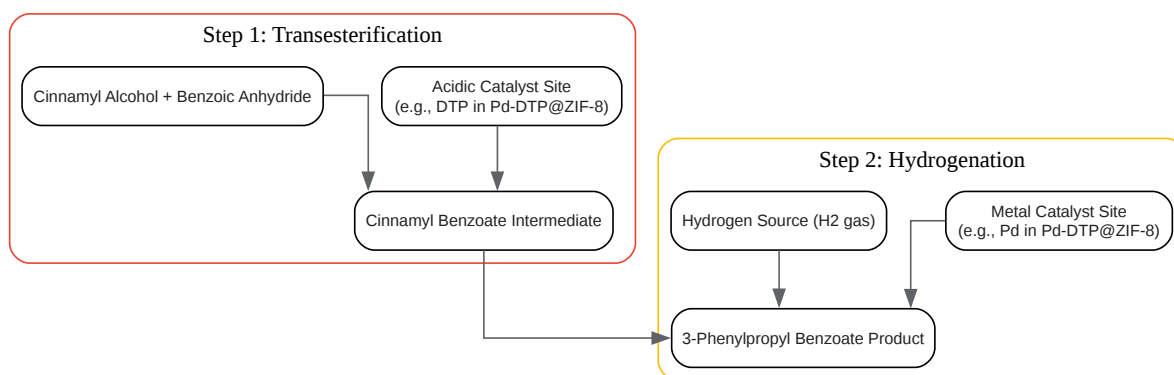 Step 1: Transesterification
Cinnamyl Alcohol + Benzoic Anhydride
Acidic Catalyst Site
(e.g., DTP in Pd-DTP@ZIF-8)
Cinnamyl Benzoate Intermediate
Step 2: Hydrogenation
Hydrogen Source (H2 gas)
Metal Catalyst Site
(e.g., Pd in Pd-DTP@ZIF-8)
3-Phenylpropyl Benzoate Product